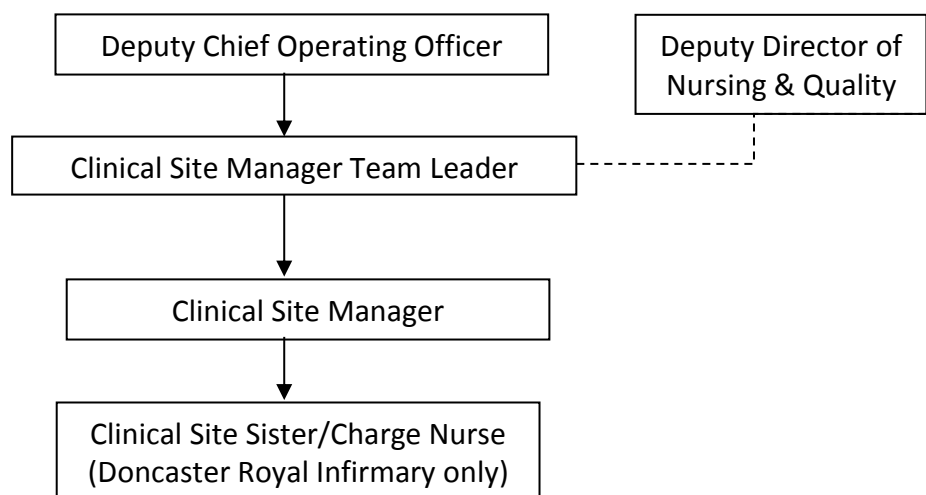 Deputy Chief Operating Officer
Deputy Director of
Nursing & Quality
Clinical Site Manager Team Leader
Clinical Site Manager
Clinical Site Sister/Charge Nurse
(Doncaster Royal Infirmary only)